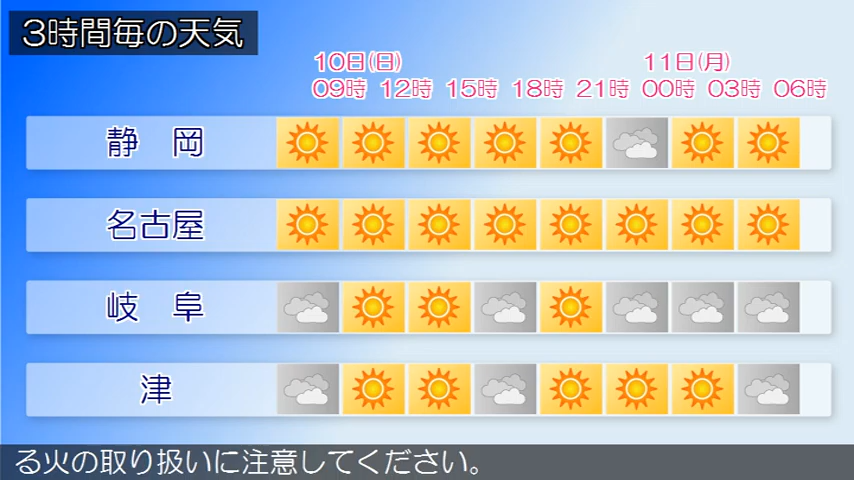 3時間毎の天気
10日(日) 11日(月)
09時 12時 15時 18時 21時 00時 03時 06時
静　岡
名古屋
岐　阜
津
る火の取り扱いに注意してください。